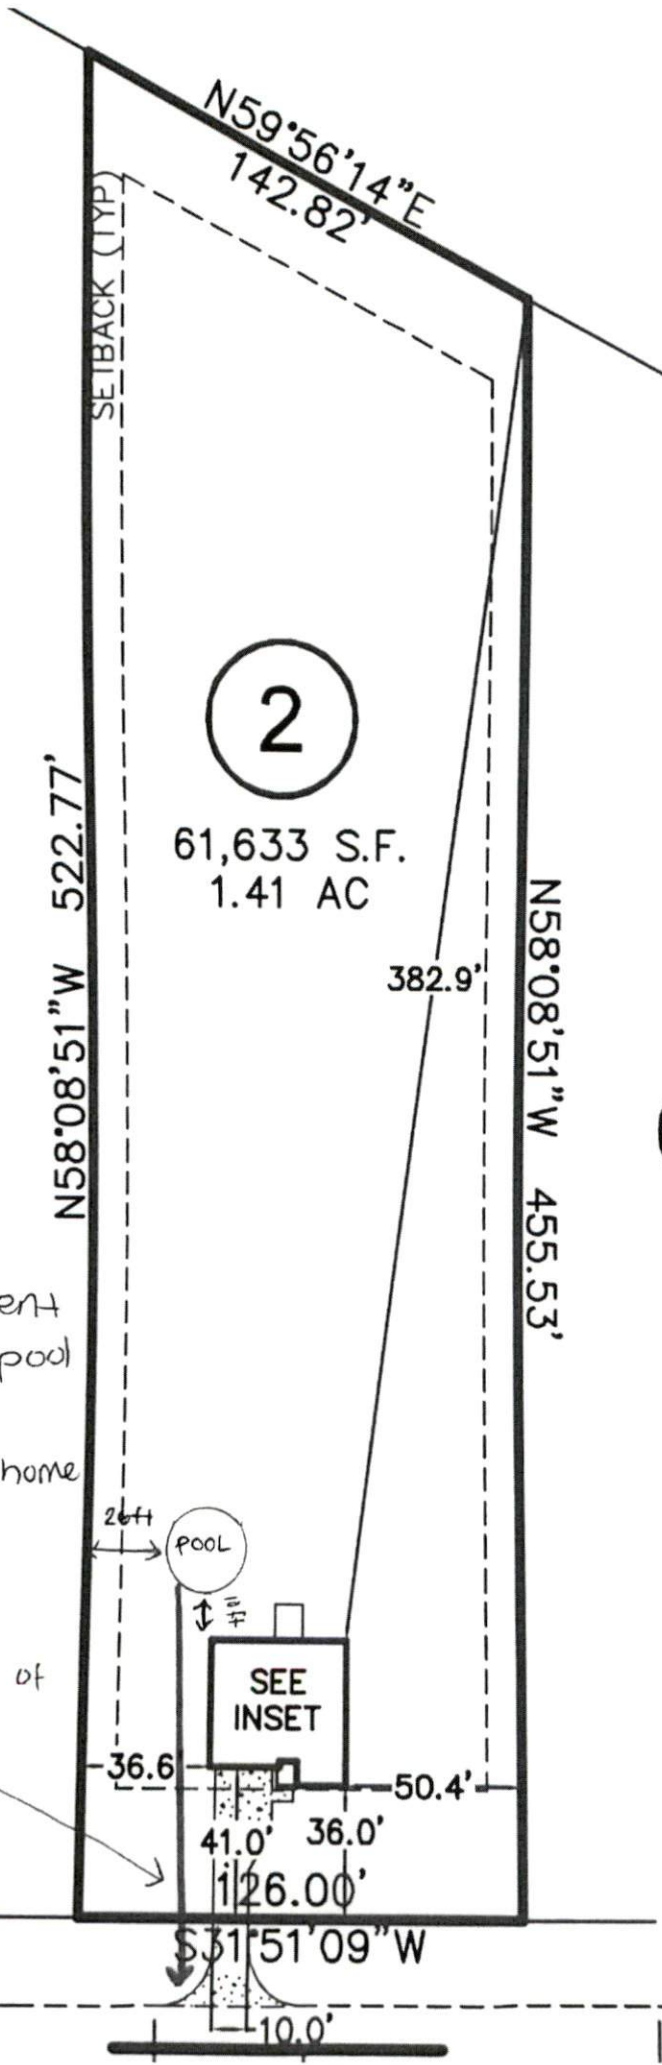 N59°56'14"E
142.82'
SETBACK (TYP)
2
61,633 S.F.
1.41 AC
N58°08'51"W 522.77'
382.9'
N58°08'51"W 455.53'
pool
home
26ft
POOL
10 ft
of
SEE
INSET
36.6
50.4'
41.0'
36.0'
126.00'
S31°51'09"W
10.0'